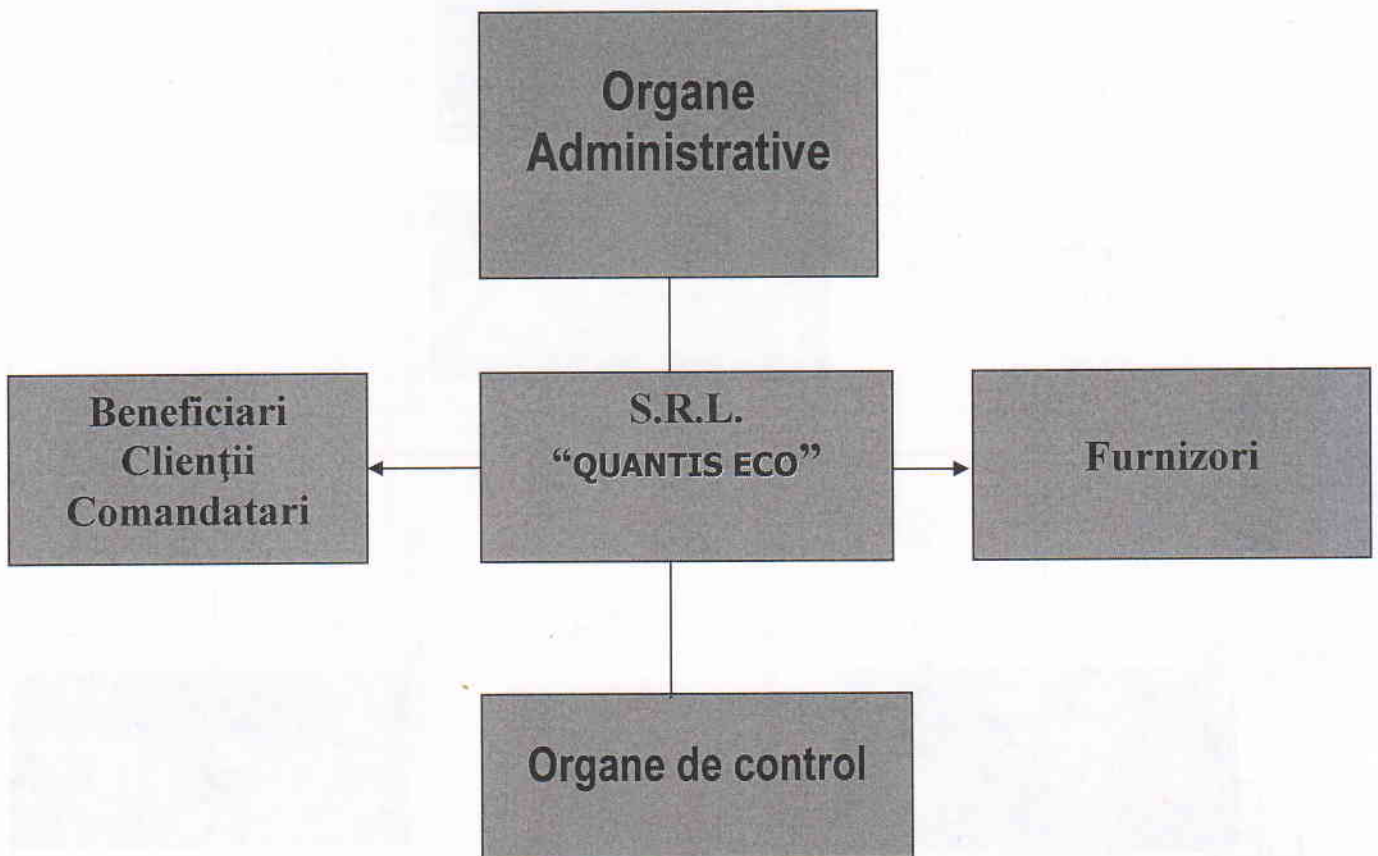 Organe
Administrative
Beneficiari
Clienţii
Comandatari
S.R.L.
“QUANTIS ECO”
Furnizori
Organe de control